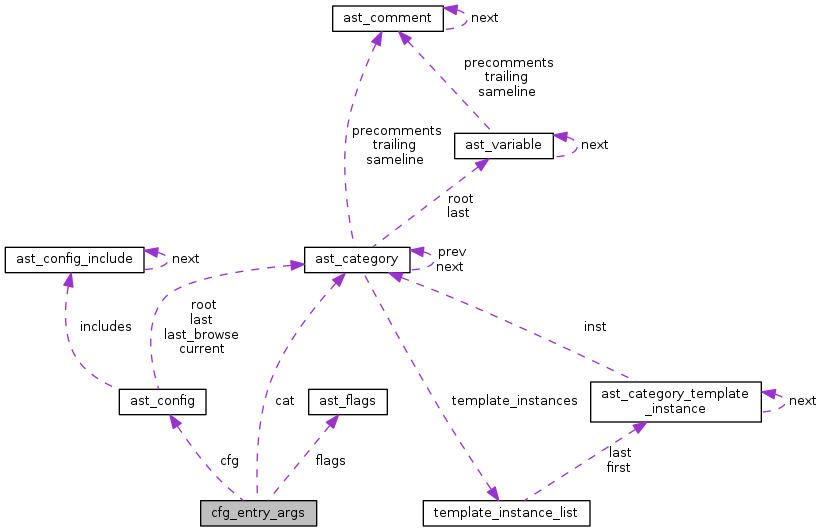 ast_comment
next
precomments
trailing
sameline
precomments
trailing
sameline
ast_variable
next
root
last
ast_config_include
next
ast_category
prev
next
root
last
last_browse
current
includes
inst
ast_config
cat
ast_flags
template_instances
ast_category_template
_instance
next
cfg
flags
last
first
cfg_entry_args
template_instance_list